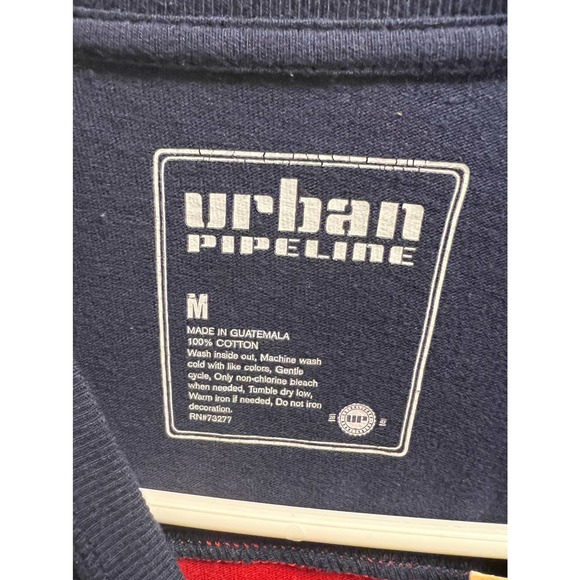 urban
PIPELINE
M
MADE IN GUATEMALA
100% COTTON
Wash inside out, Machine wash
cold with like colors, Gentle
cycle, Only non-chlorine bleach
when needed, Tumble dry low,
Warm iron if needed, Do not iron
decoration.
RN#73277
UP